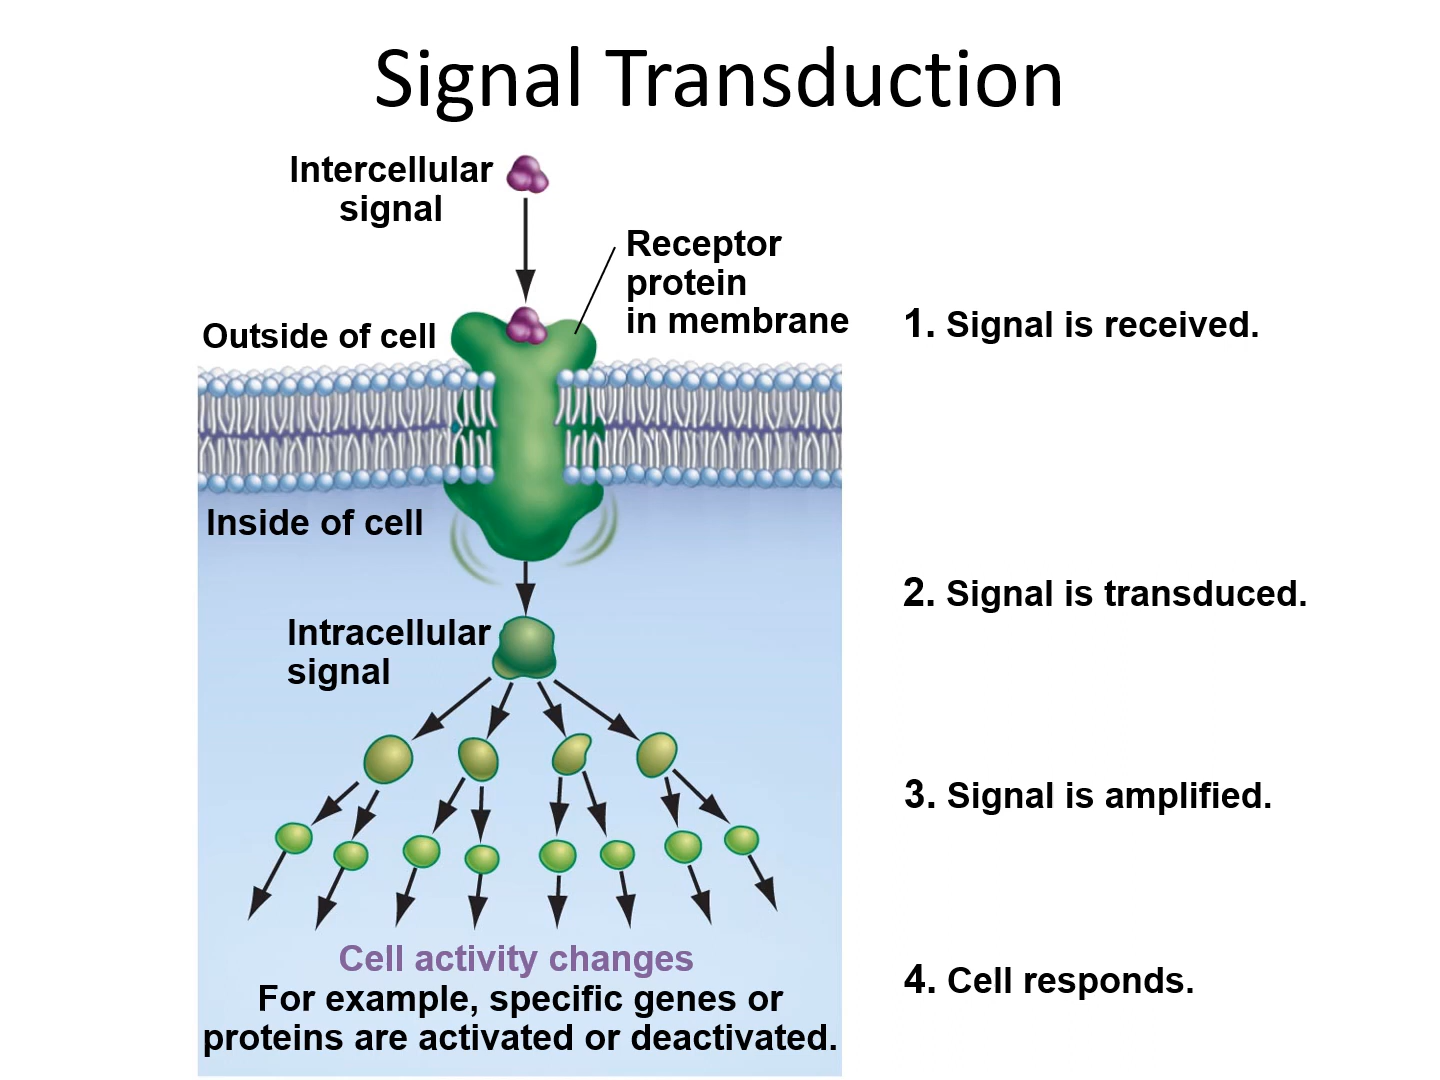 Signal Transduction
Intercellular
signal
Receptor
protein
in membrane
Outside of cell
1. Signal is received.
Inside of cell
2. Signal is transduced.
Intracellular
signal
3. Signal is amplified.
Cell activity changes
For example, specific genes or
proteins are activated or deactivated.
4. Cell responds.